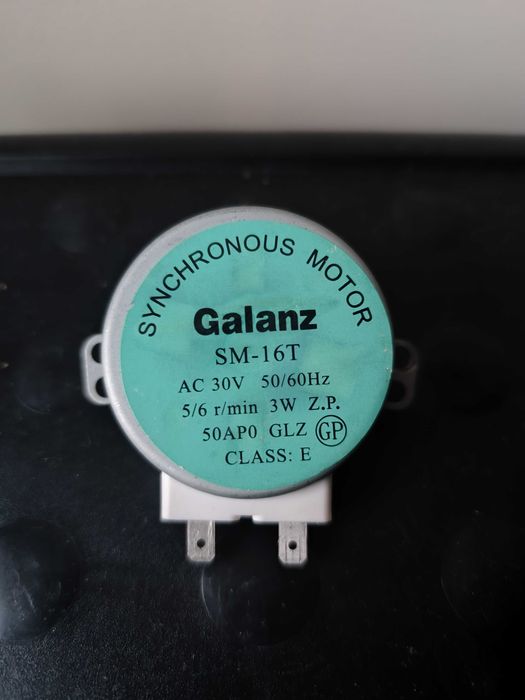 SYNCHRONOUS MOTOR
Galanz
SM-16T
AC 30V 50/60Hz
5/6 r/min 3W Z.P.
50AP0 GLZ GP
CLASS: E